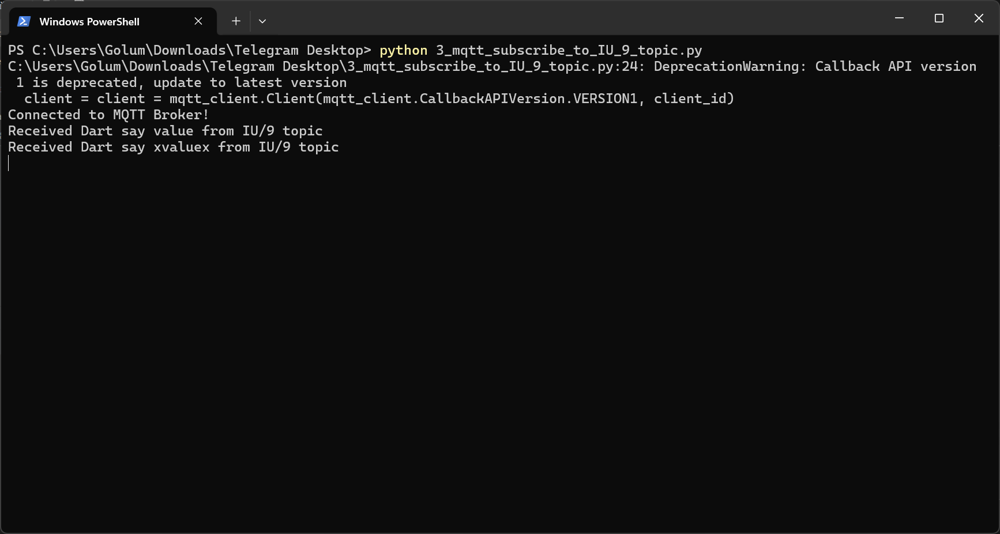 Windows PowerShell
PS C:\Users\Golum\Downloads\Telegram Desktop> python 3_mqtt_subscribe_to_IU_9_topic.py
C:\Users\Golum\Downloads\Telegram Desktop\3_mqtt_subscribe_to_IU_9_topic.py:24: DeprecationWarning: Callback API version
 1 is deprecated, update to latest version
  client = client = mqtt_client.Client(mqtt_client.CallbackAPIVersion.VERSION1, client_id)
Connected to MQTT Broker!
Received Dart say value from IU/9 topic
Received Dart say xvaluex from IU/9 topic